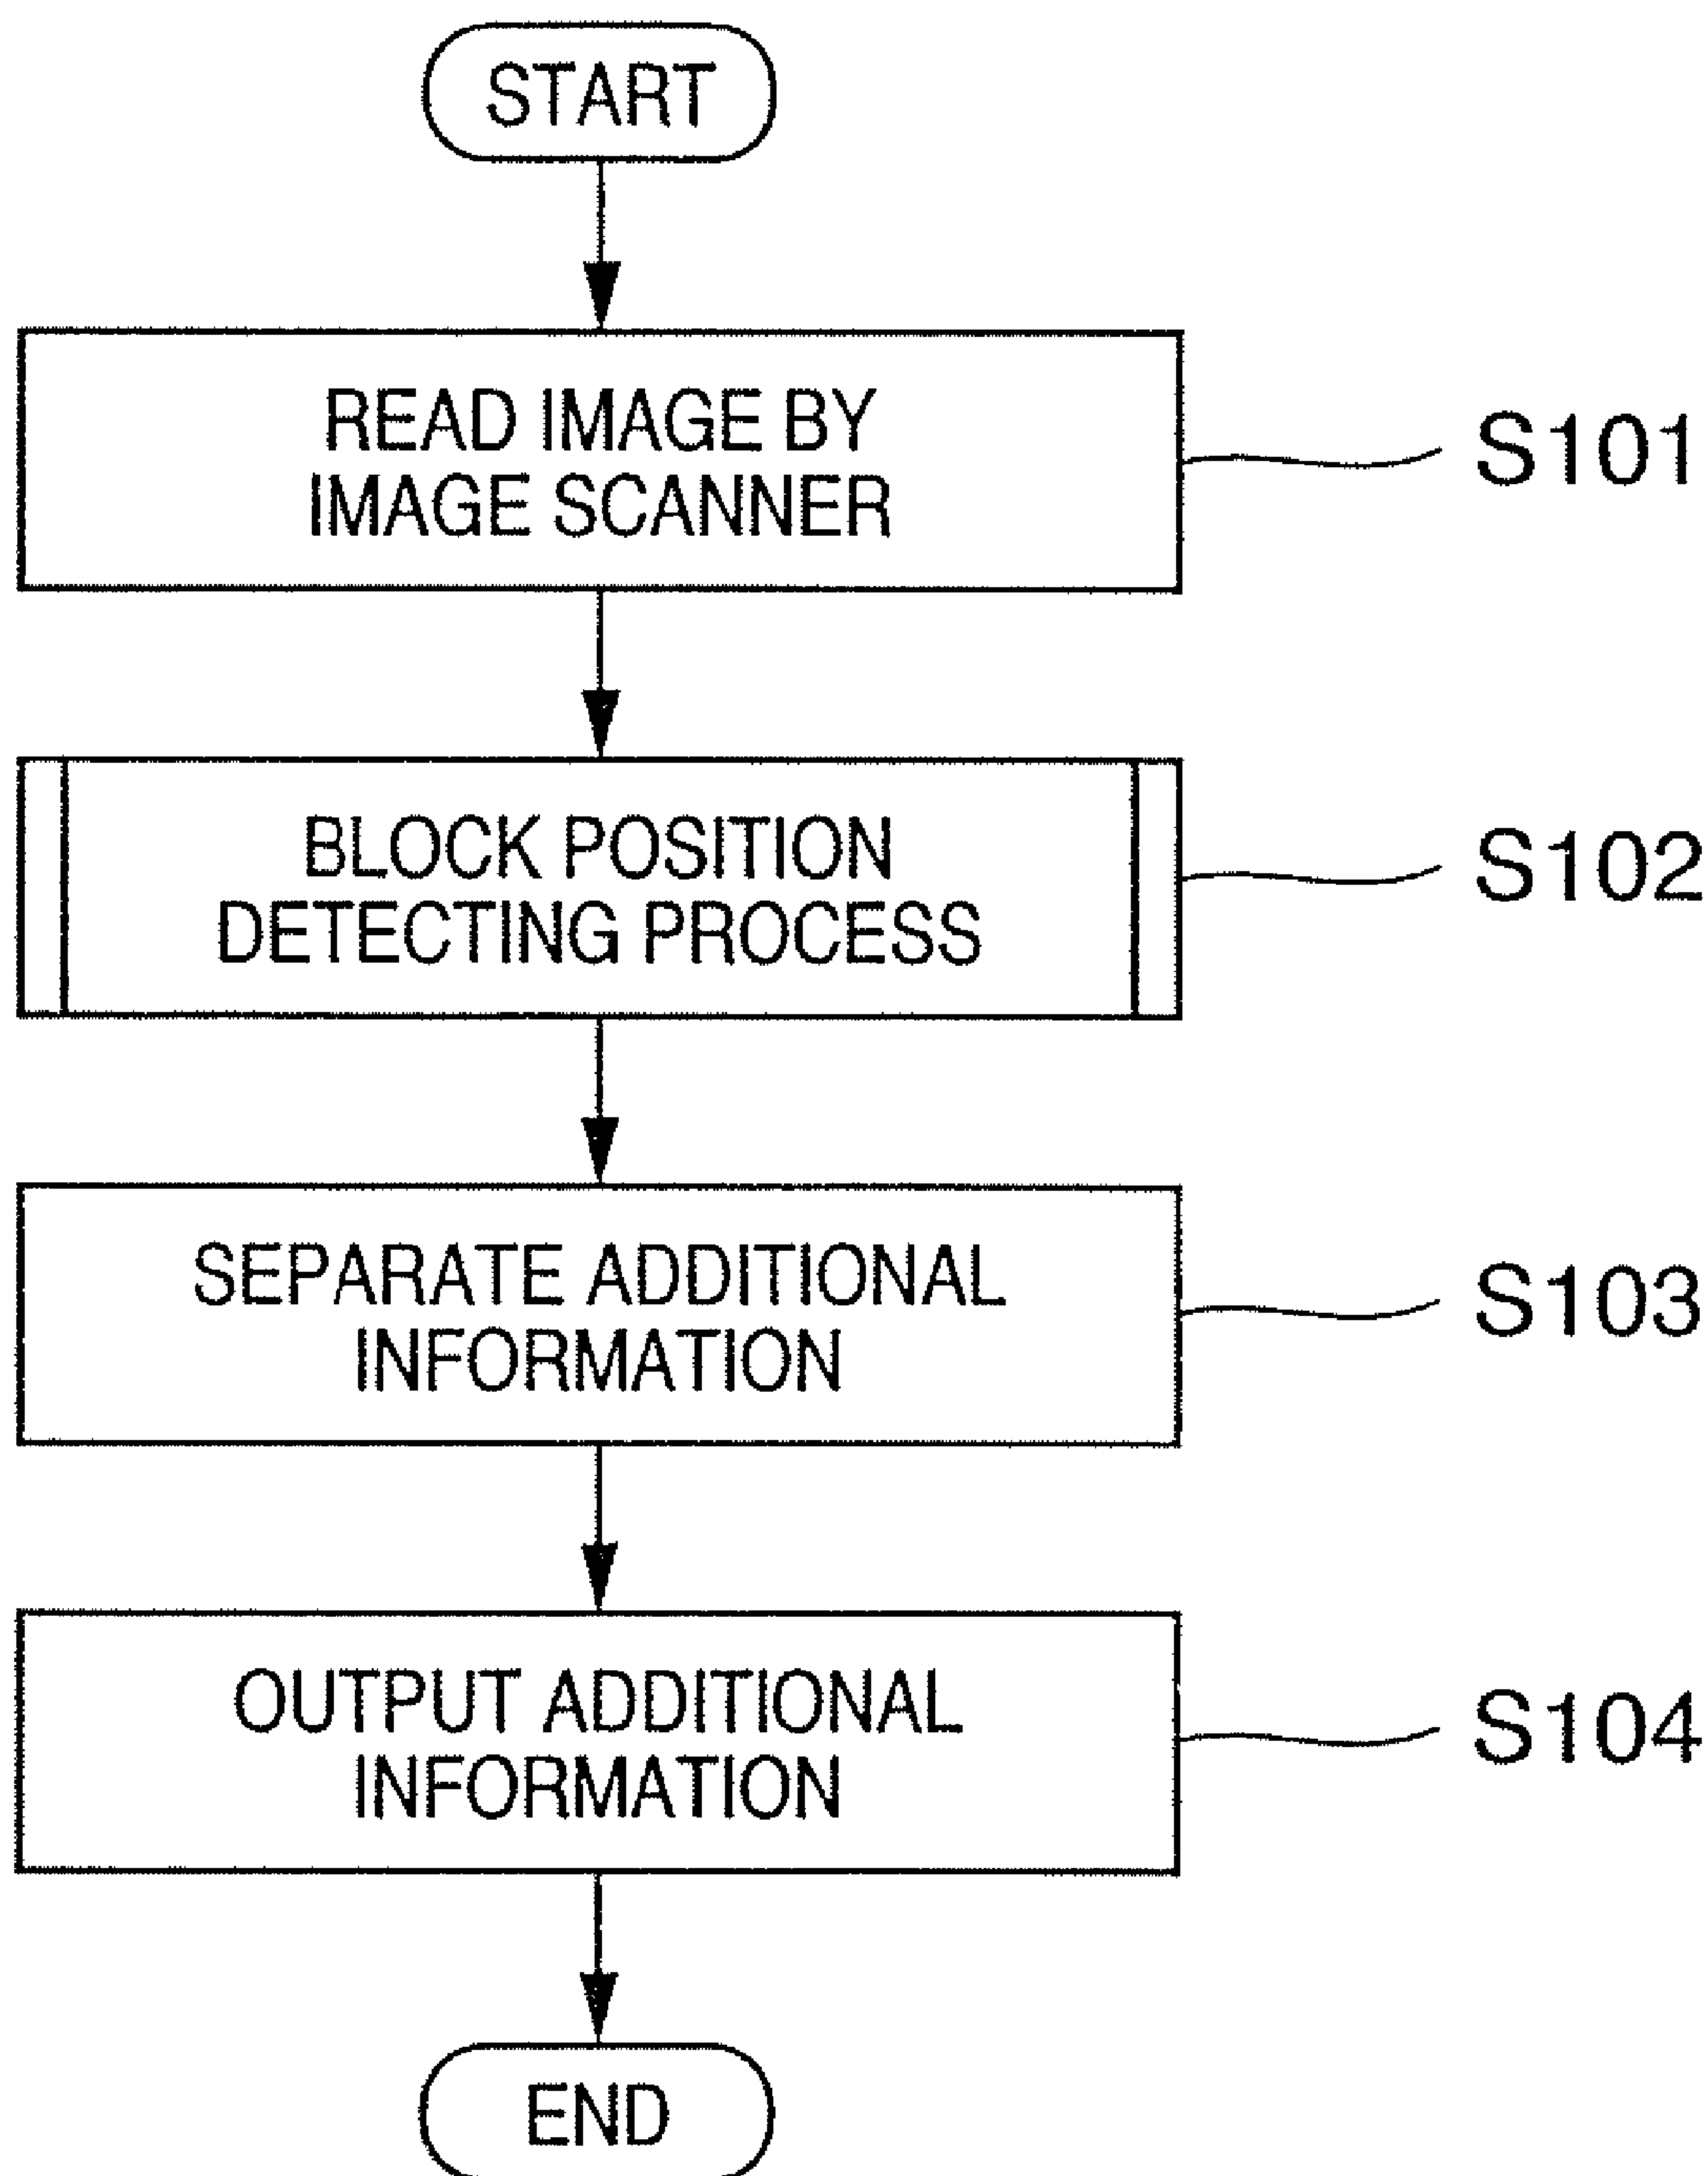 START
READ IMAGE BY
IMAGE SCANNER
S101
BLOCK POSITION
DETECTING PROCESS
S102
SEPARATE ADDITIONAL
INFORMATION
S103
OUTPUT ADDITIONAL
INFORMATION
S104
END